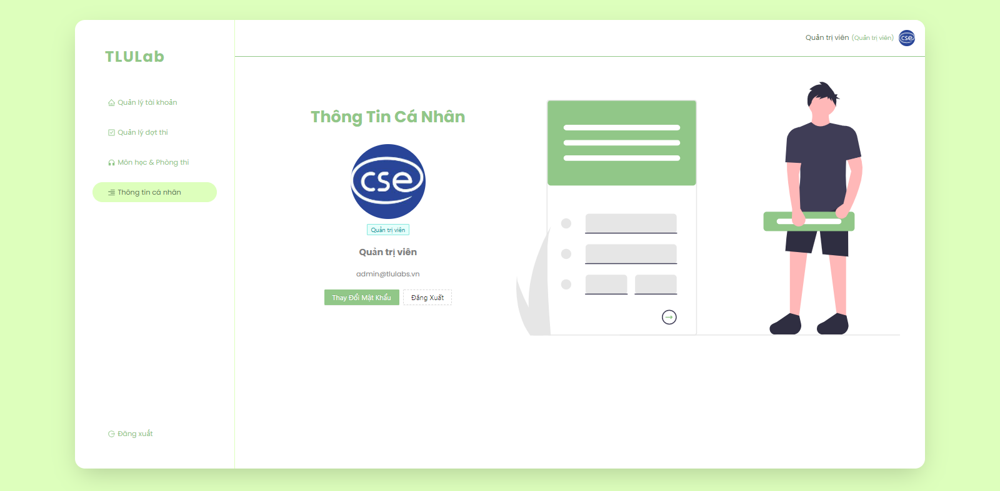 TLULab
Quản lý tài khoản
Quản lý đợt thi
Môn học & Phòng thi
Thông tin cá nhân
Đăng xuất
Quản trị viên (Quản trị viên)
cse
Thông Tin Cá Nhân
cse
Quản trị viên
Quản trị viên
admin@tlulabs.vn
Thay Đổi Mật Khẩu
Đăng Xuất